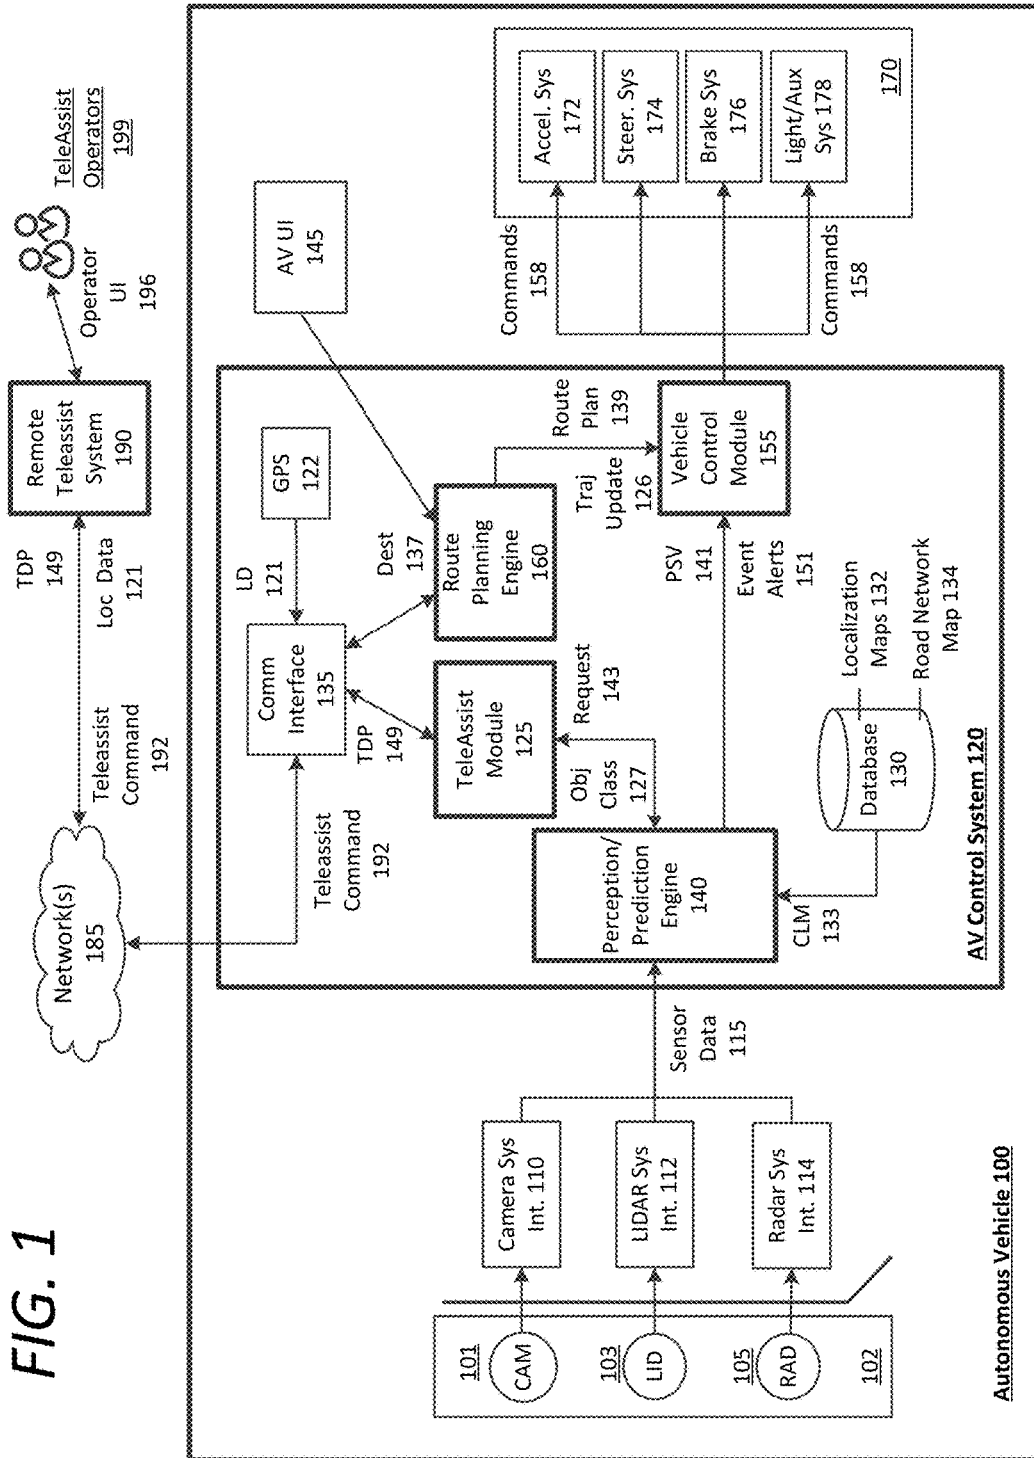 FIG. 1
Network(s)
185
Teleassist
Command
192
TDP
149
Loc Data
121
Remote
Teleassist
System
190
Operator
UI
196
TeleAssist
Operators
199
Teleassist
Command
192
Comm
Interface
135
LD
121
GPS
122
AV UI
145
TDP
149
Dest
137
TeleAssist
Module
125
Route
Planning
Engine
160
Obj
Class
127
Request
143
Traj
Update
126
Route
Plan
139
Perception/
Prediction
Engine
140
PSV
141
Event
Alerts
151
Vehicle
Control
Module
155
CLM
133
Database
130
Localization
Maps 132
Road Network
Map 134
AV Control System 120
Commands
158
Commands
158
Accel. Sys
172
Steer. Sys
174
Brake Sys
176
Light/Aux
Sys 178
170
101
CAM
103
LID
105
RAD
102
Camera Sys
Int. 110
LIDAR Sys
Int. 112
Radar Sys
Int. 114
Sensor
Data
115
Autonomous Vehicle 100